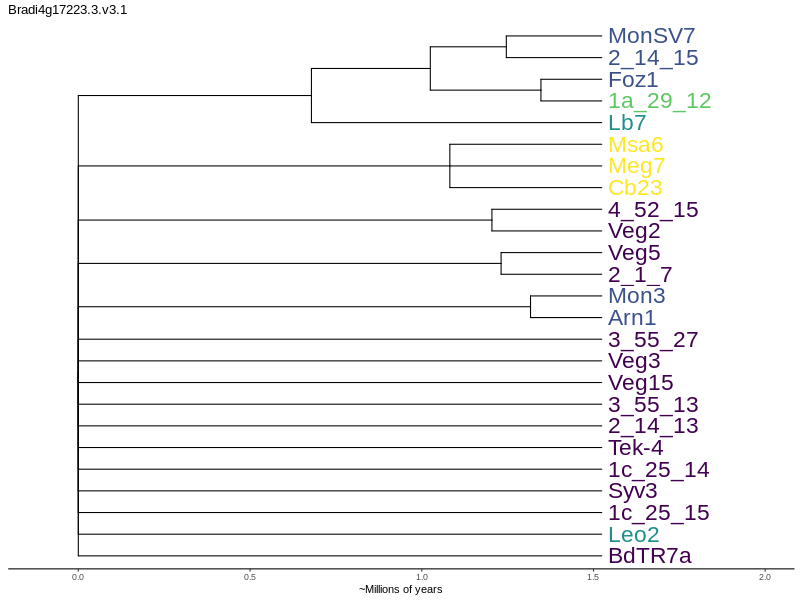 Bradi4g17223.3.v3.1
MonSV7
2_14_15
Foz1
1a_29_12
Lb7
Msa6
Meg7
Cb23
4_52_15
Veg2
Veg5
2_1_7
Mon3
Arn1
3_55_27
Veg3
Veg15
3_55_13
2_14_13
Tek-4
1c_25_14
Syv3
1c_25_15
Leo2
BdTR7a
0.0 0.5 1.0 1.5 2.0
~Millions of years